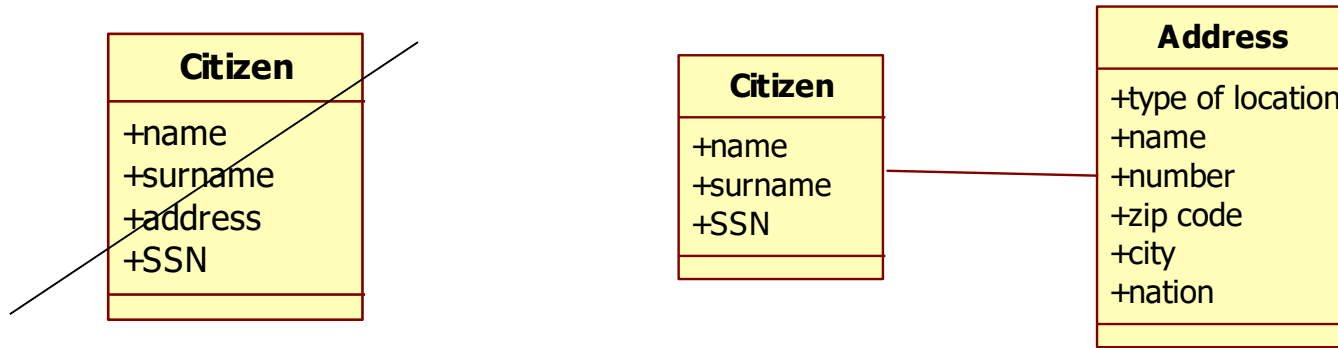 Citizen
+name
+surname
+address
+SSN
Citizen
+name
+surname
+SSN
Address
+type of location
+name
+number
+zip code
+city
+nation